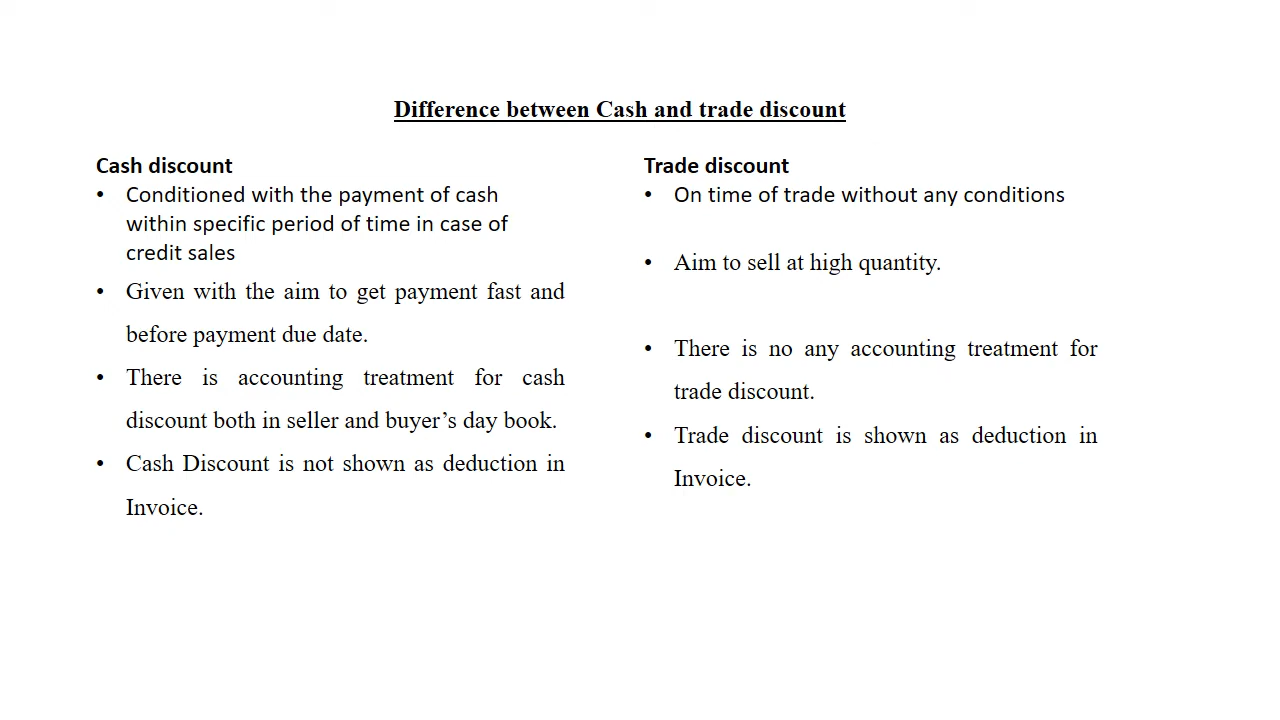 Difference between Cash and trade discount
Cash discount
• Conditioned with the payment of cash
within specific period of time in case of
credit sales
• Given with the aim to get payment fast and
before payment due date.
• There is accounting treatment for cash
discount both in seller and buyer’s day book.
• Cash Discount is not shown as deduction in
Invoice.
Trade discount
• On time of trade without any conditions
• Aim to sell at high quantity.
• There is no any accounting treatment for
trade discount.
• Trade discount is shown as deduction in
Invoice.